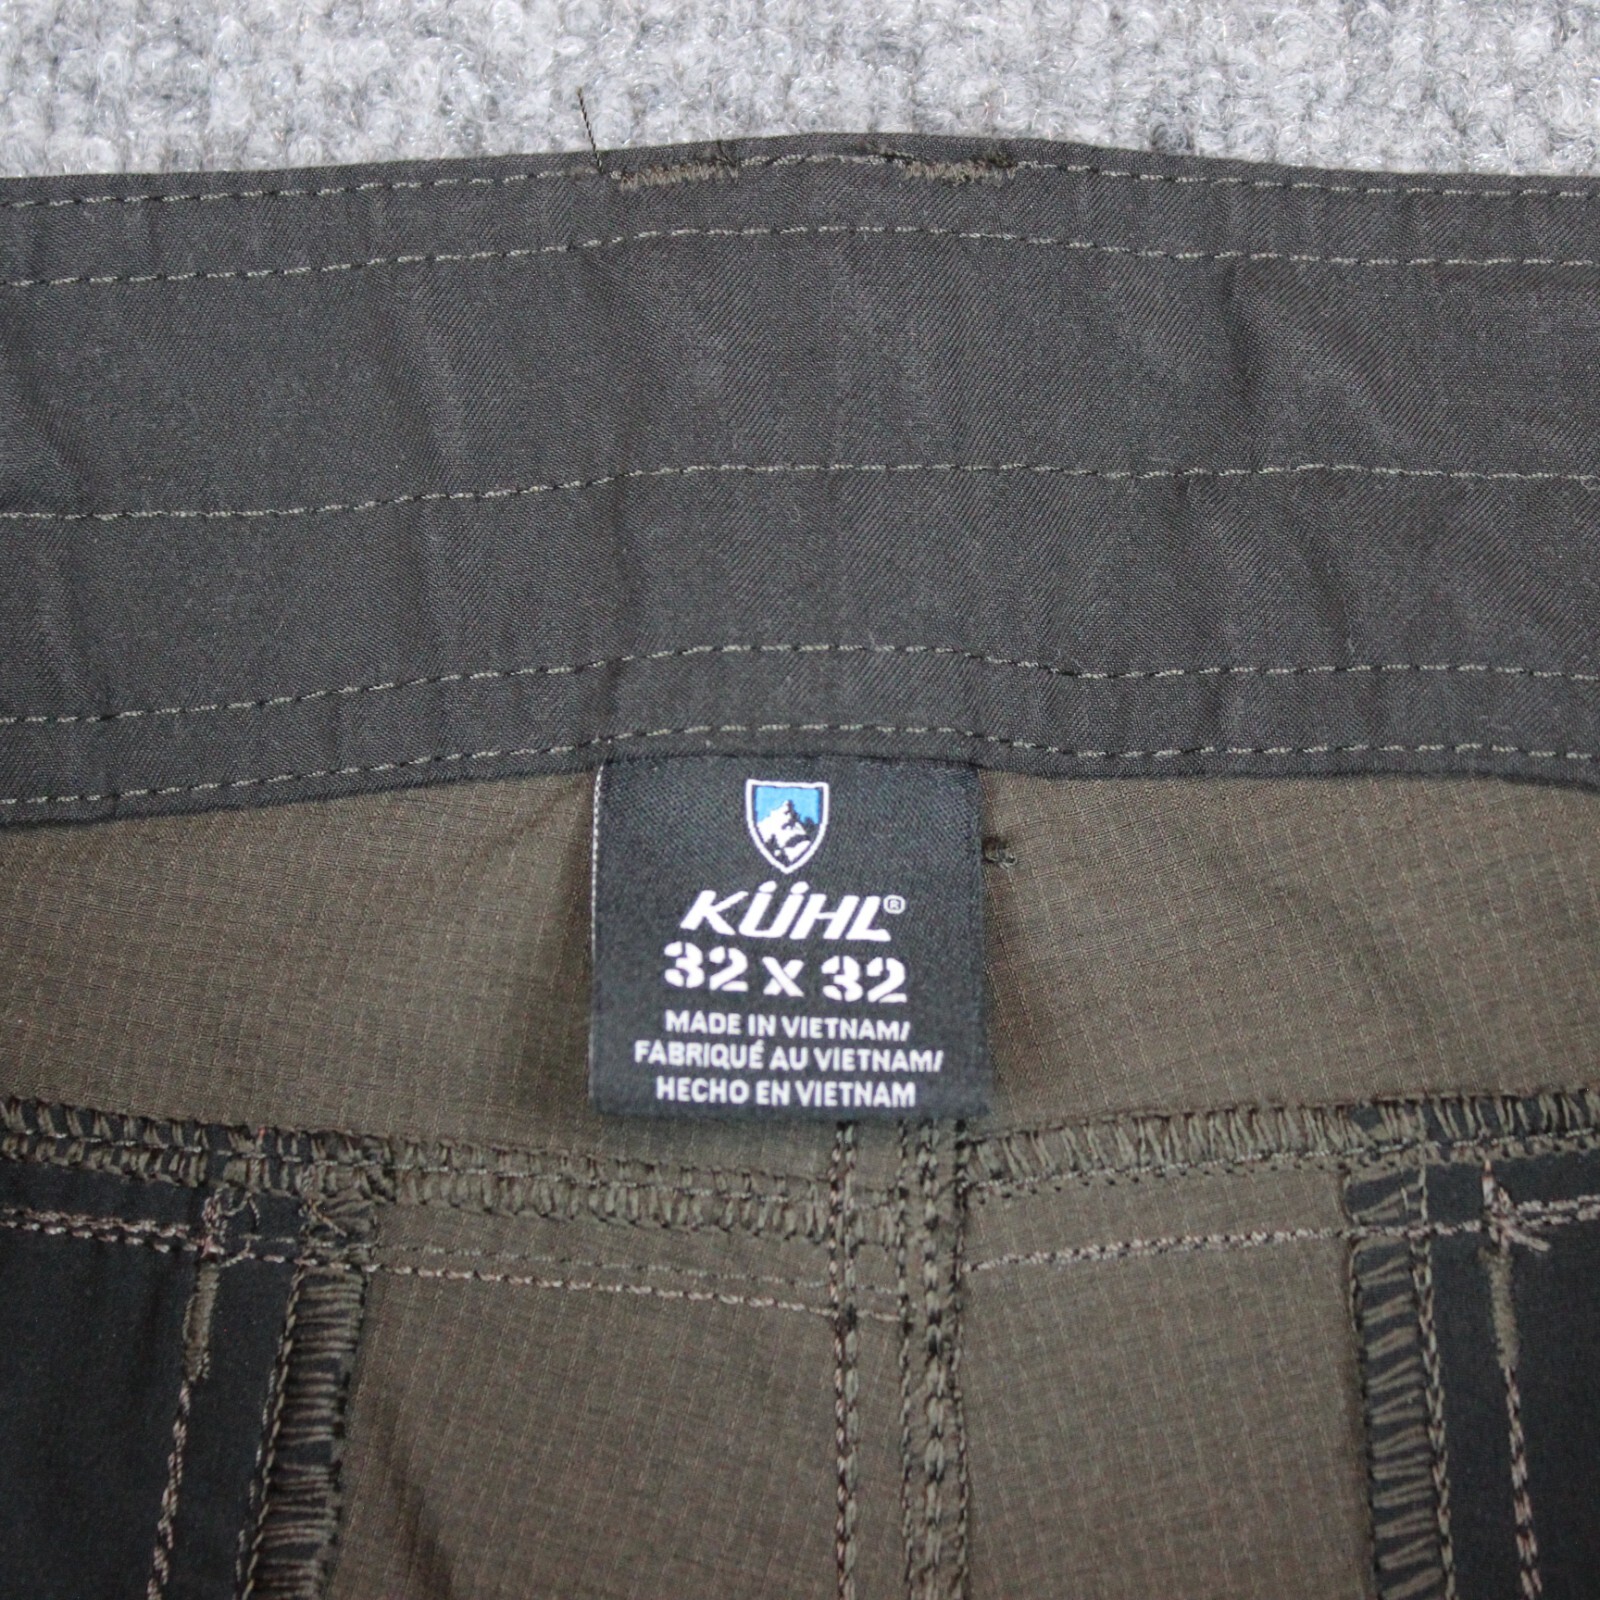 KÜHL®
32 X 32
MADE IN VIETNAM/
FABRIQUÉ AU VIETNAM/
HECHO EN VIETNAM